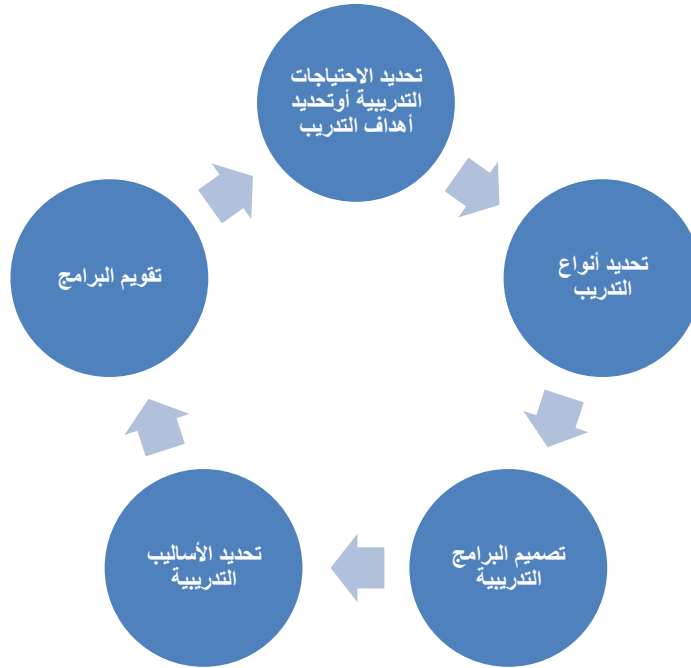 تحديد الاحتياجات
التدريبية أوتحديد
أهداف التدريب
تحديد أنواع
التدريب
تصميم البرامج
التدريبية
تحديد الأساليب
التدريبية
تقويم البرامج